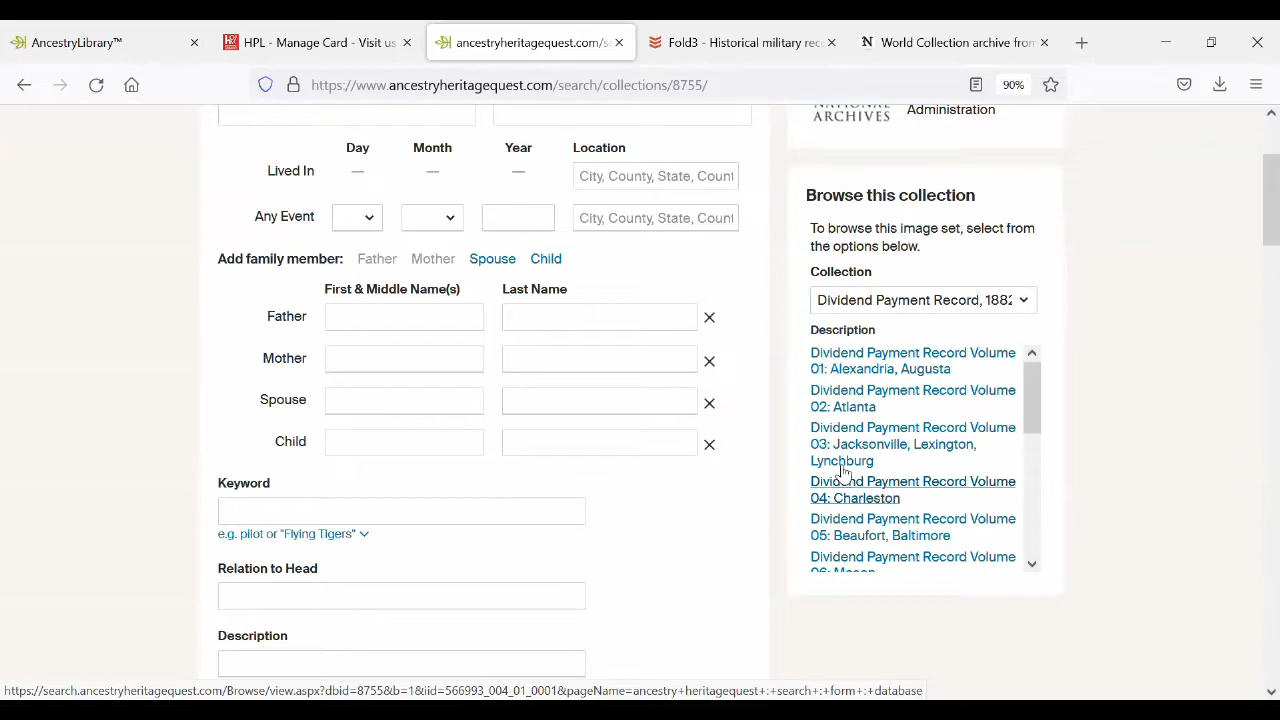 AncestryLibrary™
HPL - Manage Card - Visit us
ancestryheritagequest.com/se
Fold3 - Historical military rec
N World Collection archive from
https://www.ancestryheritagequest.com/search/collections/8755/
90%
NATIONAL
ARCHIVES
Administration
Day Month Year Location
Lived In — — — City, County, State, Count
Any Event City, County, State, Count
Add family member: Father Mother Spouse Child
First & Middle Name(s) Last Name
Father
Mother
Spouse
Child
Keyword
e.g. pilot or "Flying Tigers"
Relation to Head
Description
Browse this collection
To browse this image set, select from
the options below.
Collection
Dividend Payment Record, 1882
Description
Dividend Payment Record Volume
01: Alexandria, Augusta
Dividend Payment Record Volume
02: Atlanta
Dividend Payment Record Volume
03: Jacksonville, Lexington,
Lynchburg
Dividend Payment Record Volume
04: Charleston
Dividend Payment Record Volume
05: Beaufort, Baltimore
Dividend Payment Record Volume
06: Macon
https://search.ancestryheritagequest.com/Browse/view.aspx?dbid=8755&b=1&iid=566993_004_01_0001&pageName=ancestry+heritagequest+:+search+:+form+:+database